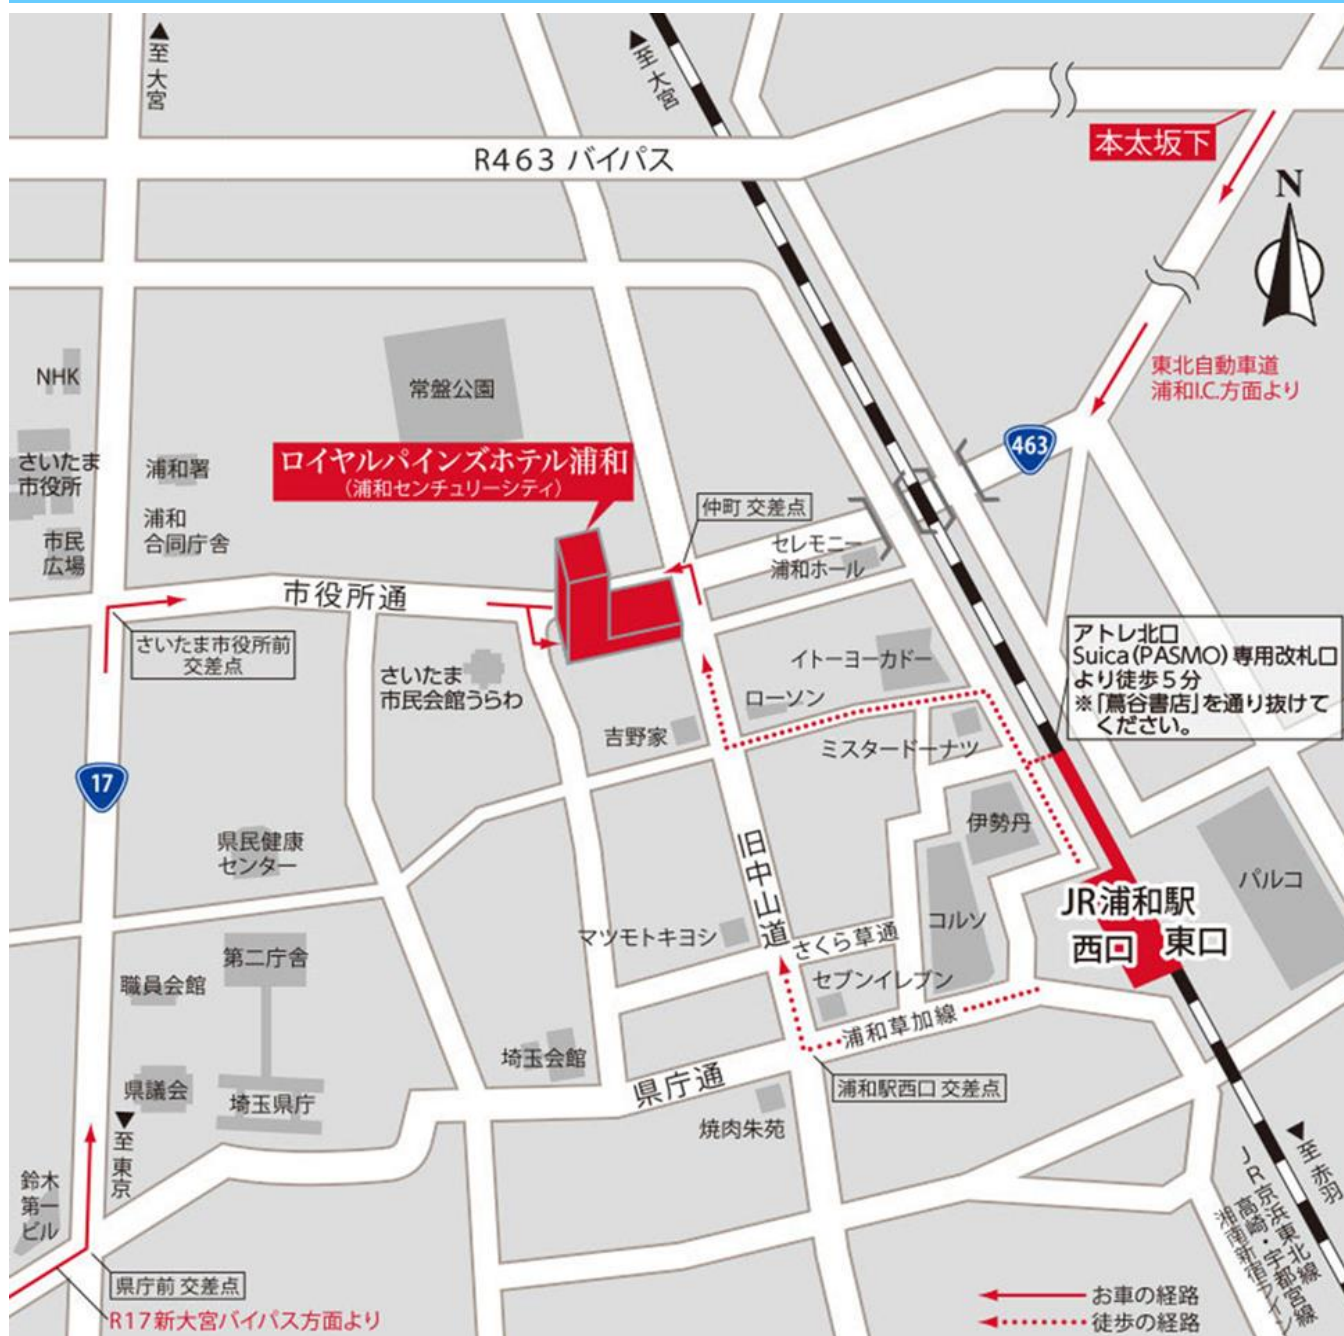 ▲至大宮
▲至大宮
R463 バイパス
本太坂下
N
東北自動車道
浦和I.C.方面より
NHK
常盤公園
463
さいたま
市役所
浦和署
ロイヤルパインズホテル浦和
(浦和センチュリーシティ)
仲町 交差点
浦和
合同庁舎
市民
広場
セレモニー
浦和ホール
市役所通
さいたま市役所前
交差点
さいたま
市民会館うらわ
イトーヨーカドー
アトレ北口
Suica(PASMO)専用改札口
より徒歩5分
※「蔦谷書店」を通り抜けて
ください。
ローソン
吉野家
ミスタードーナツ
17
県民健康
センター
伊勢丹
旧中山道
パルコ
JR浦和駅
西口
東口
コルソ
マツモトキヨシ
さくら草通
第二庁舎
職員会館
セブンイレブン
浦和草加線
埼玉会館
県庁通
浦和駅西口 交差点
県議会
埼玉県庁
焼肉朱苑
▼至東京
▼至赤羽
JR京浜東北線
高崎・宇都宮線
湘南新宿ライン
鈴木
第一
ビル
県庁前 交差点
R17新大宮バイパス方面より
お車の経路
徒歩の経路